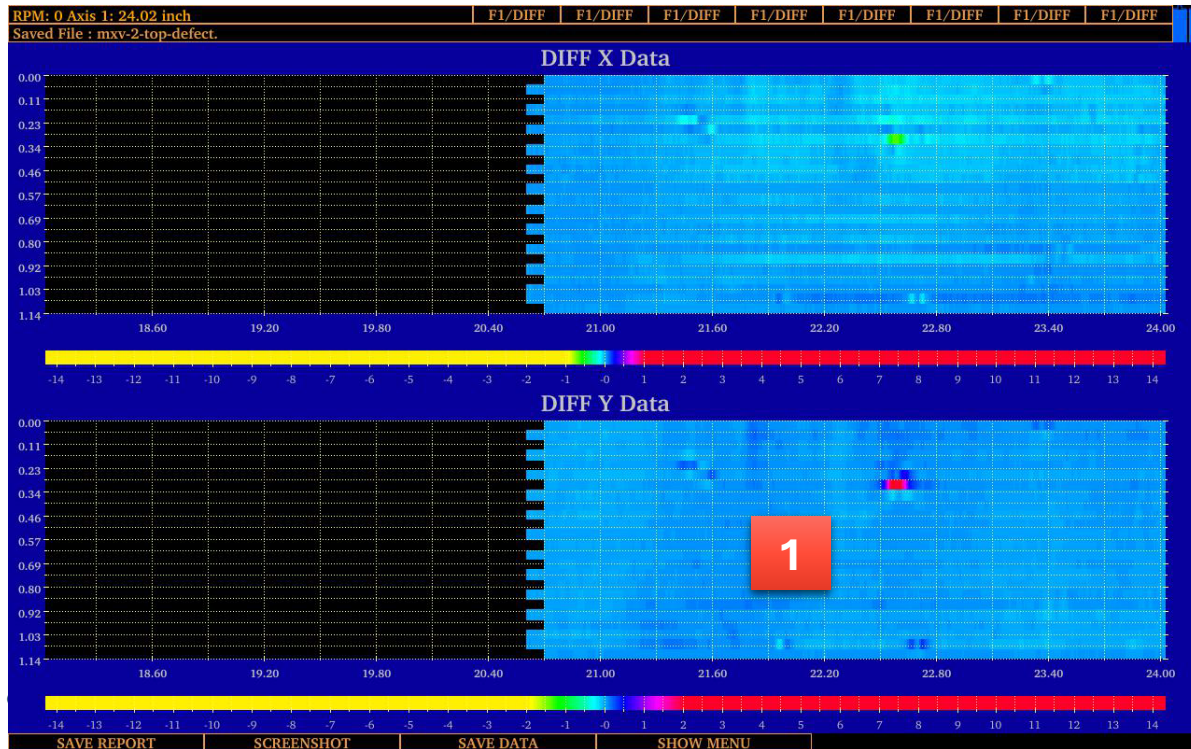 RPM: 0 Axis 1: 24.02 inch F1/DIFF F1/DIFF F1/DIFF F1/DIFF F1/DIFF F1/DIFF F1/DIFF F1/DIFF
Saved File : mxv-2-top-defect.
DIFF X Data
0.00
0.11
0.23
0.34
0.46
0.57
0.69
0.80
0.92
1.03
1.14
18.60 19.20 19.80 20.40 21.00 21.60 22.20 22.80 23.40 24.00
-14 -13 -12 -11 -10 -9 -8 -7 -6 -5 -4 -3 -2 -1 -0 1 2 3 4 5 6 7 8 9 10 11 12 13 14
DIFF Y Data
0.00
0.11
0.23
0.34
0.46
0.57
1
0.69
0.80
0.92
1.03
1.14
18.60 19.20 19.80 20.40 21.00 21.60 22.20 22.80 23.40 24.00
-14 -13 -12 -11 -10 -9 -8 -7 -6 -5 -4 -3 -2 -1 -0 1 2 3 4 5 6 7 8 9 10 11 12 13 14
SAVE REPORT SCREENSHOT SAVE DATA SHOW MENU